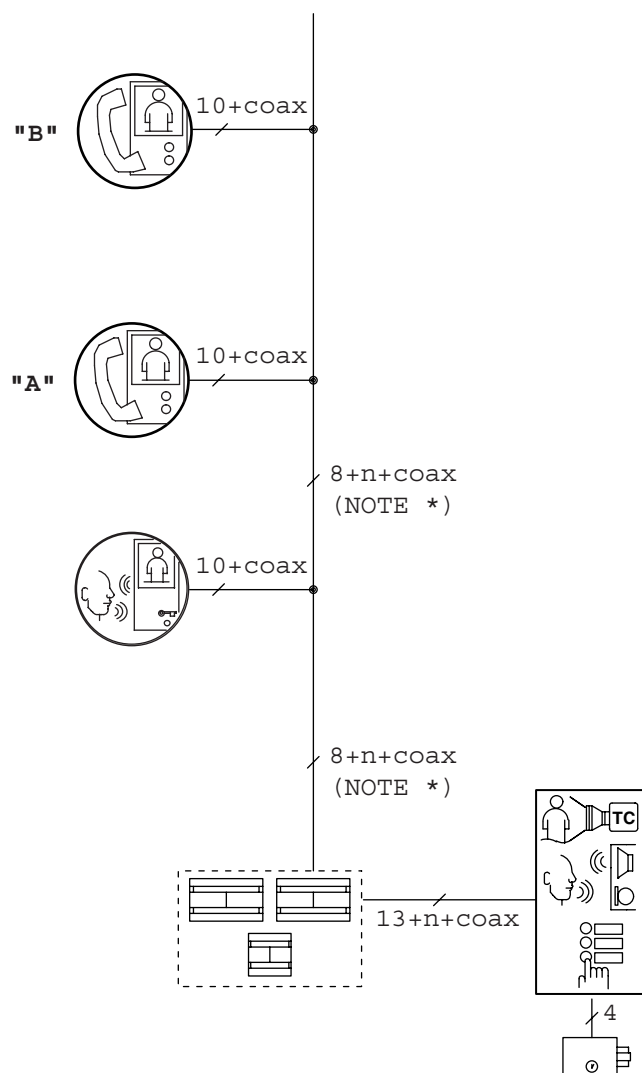 10+coax
"B"
10+coax
"A"
8+n+coax
(NOTE *)
10+coax
8+n+coax
(NOTE *)
TC
13+n+coax
4